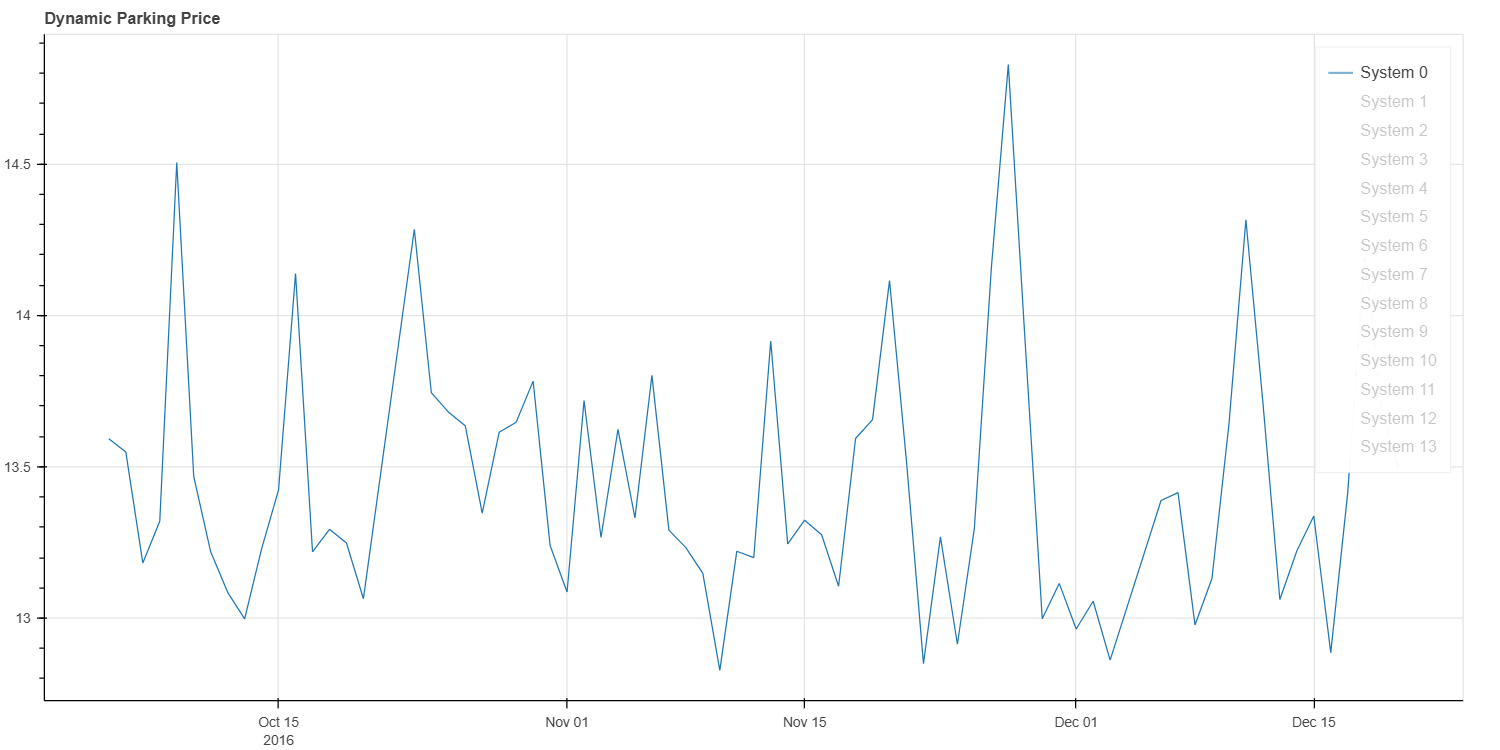 Dynamic Parking Price
14.5
14
13.5
13
Oct 15
2016
Nov 01
Nov 15
Dec 01
Dec 15
System 0
System 1
System 2
System 3
System 4
System 5
System 6
System 7
System 8
System 9
System 10
System 11
System 12
System 13